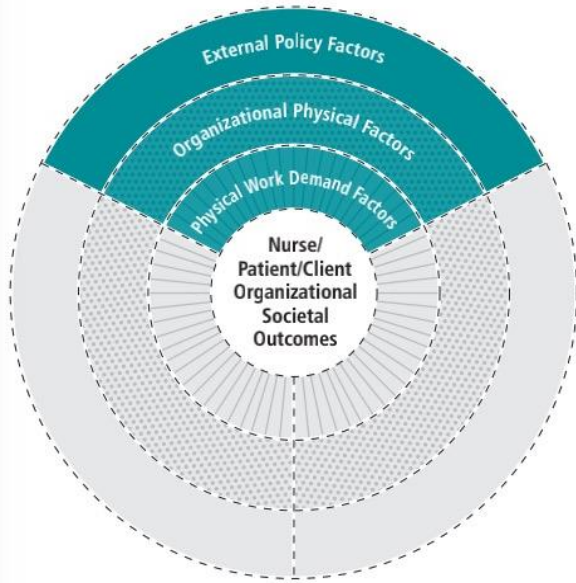 External Policy Factors
Organizational Physical Factors
Physical Work Demand Factors
Nurse/
Patient/Client
Organizational
Societal
Outcomes